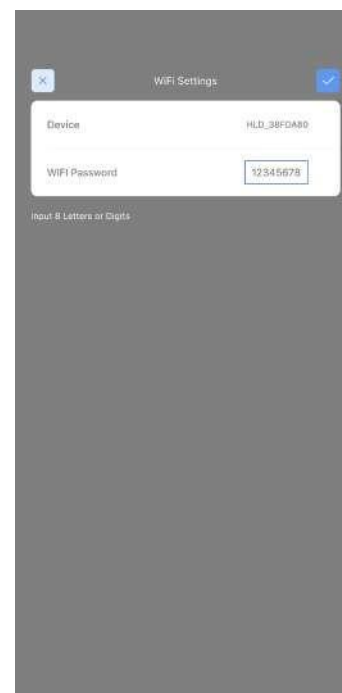 WiFi Settings
Device HLD_38FDA80
WIFI Password 12345678
Input 8 Letters or Digits